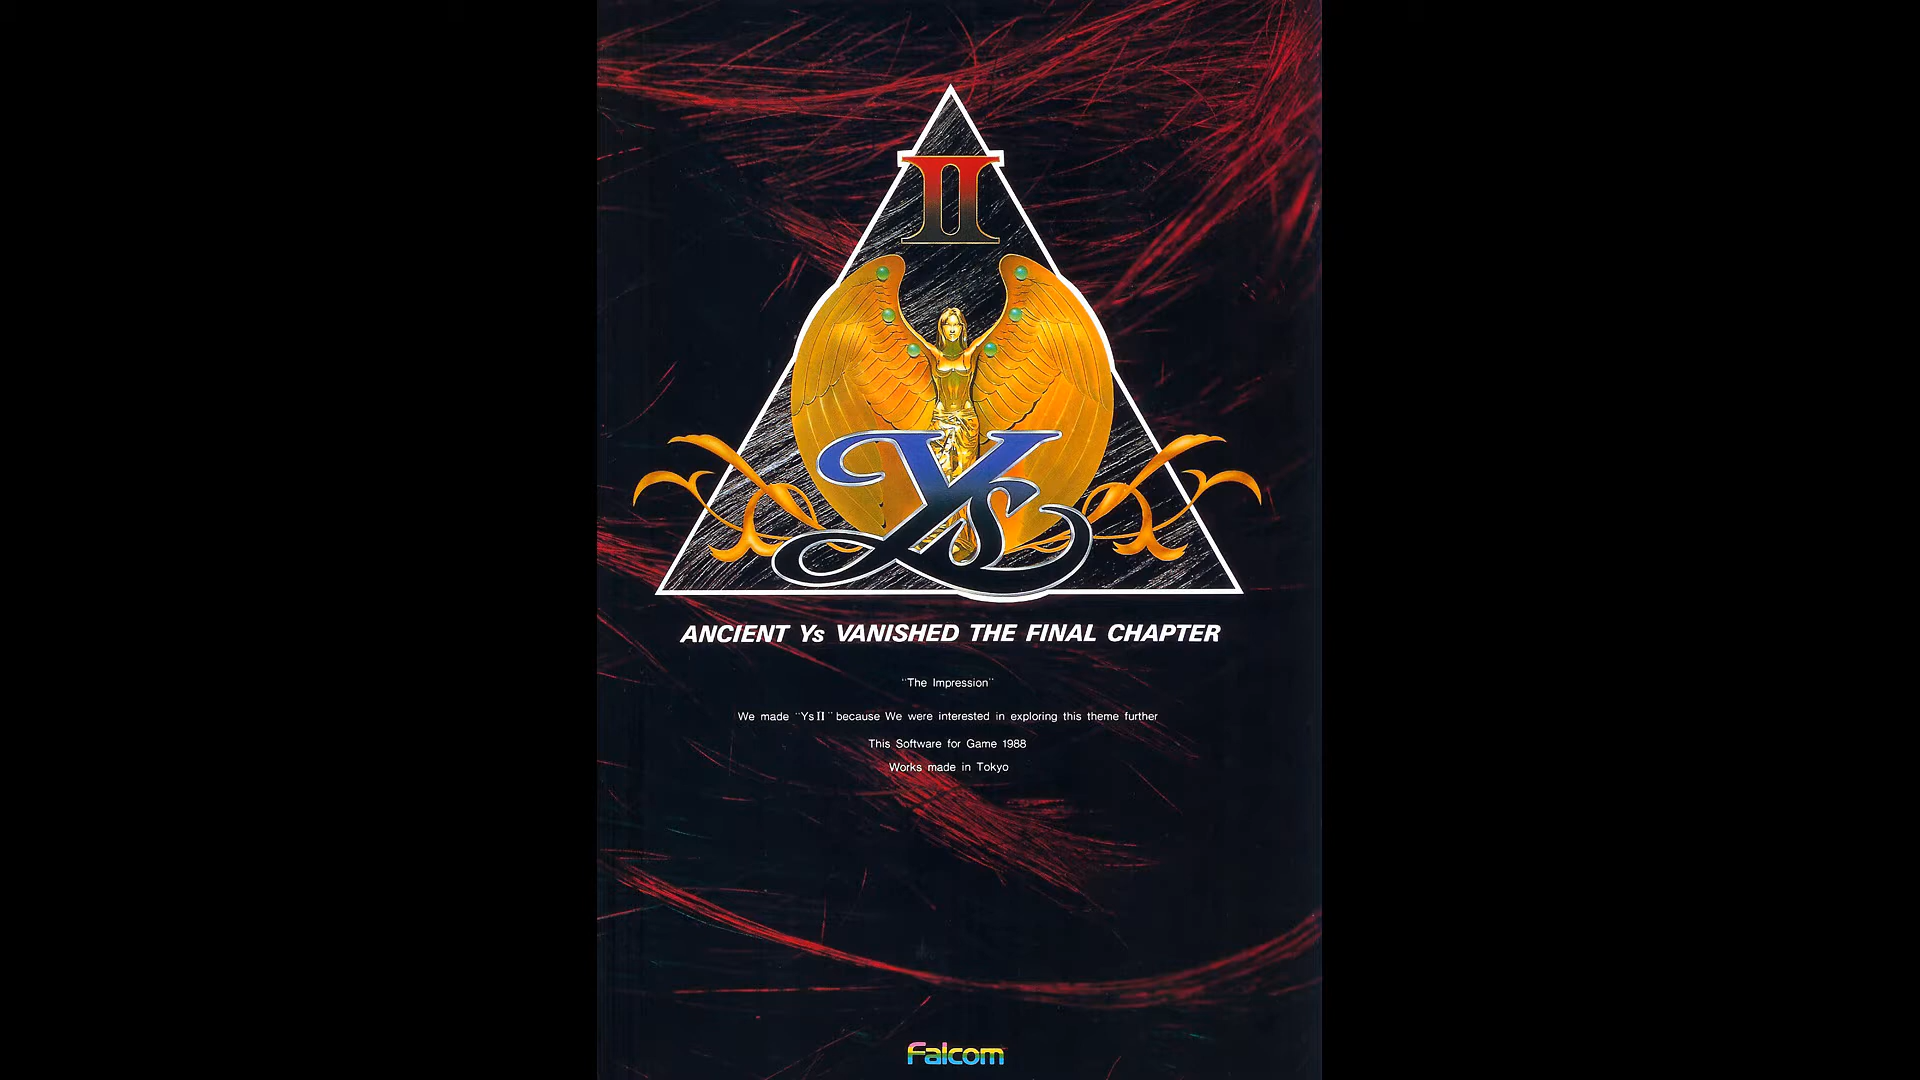 II
Ys
ANCIENT Ys VANISHED THE FINAL CHAPTER
"The Impression"
We made "Ys II" because We were interested in exploring this theme further
This Software for Game 1988
Works made in Tokyo
Falcom